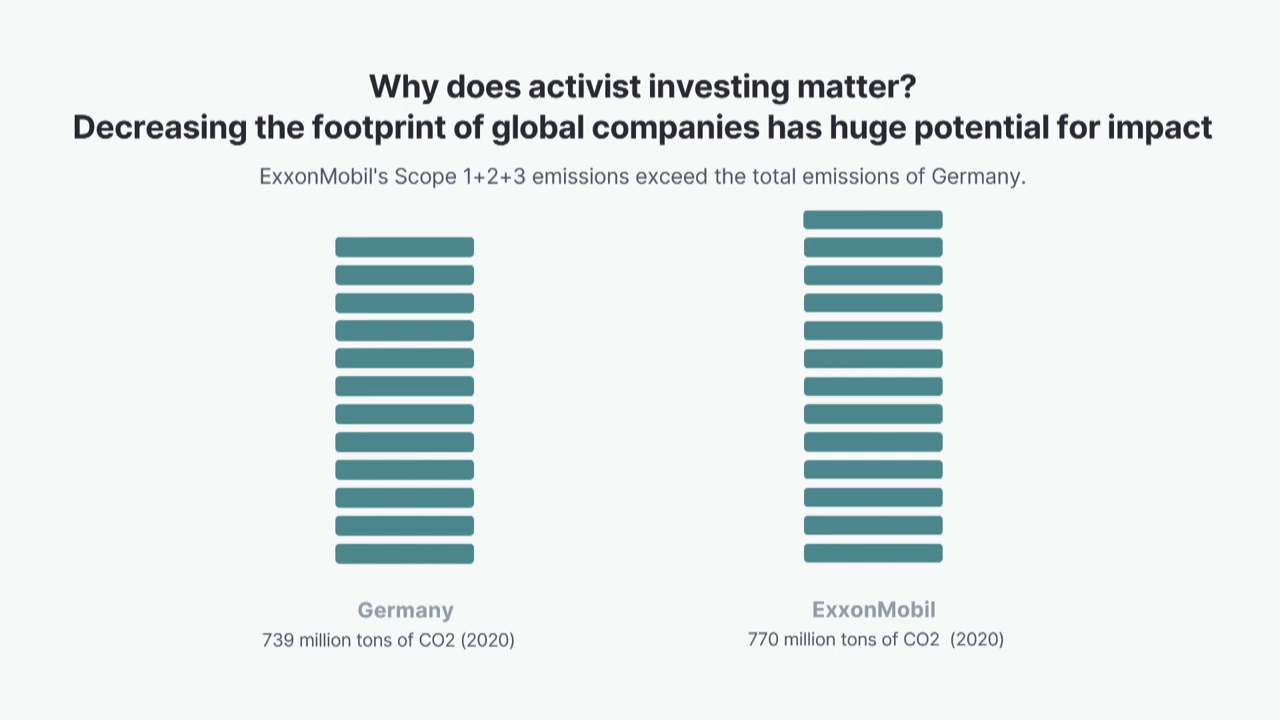 Why does activist investing matter?
Decreasing the footprint of global companies has huge potential for impact
ExxonMobil's Scope 1+2+3 emissions exceed the total emissions of Germany.
Germany
739 million tons of CO2 (2020)
ExxonMobil
770 million tons of CO2  (2020)